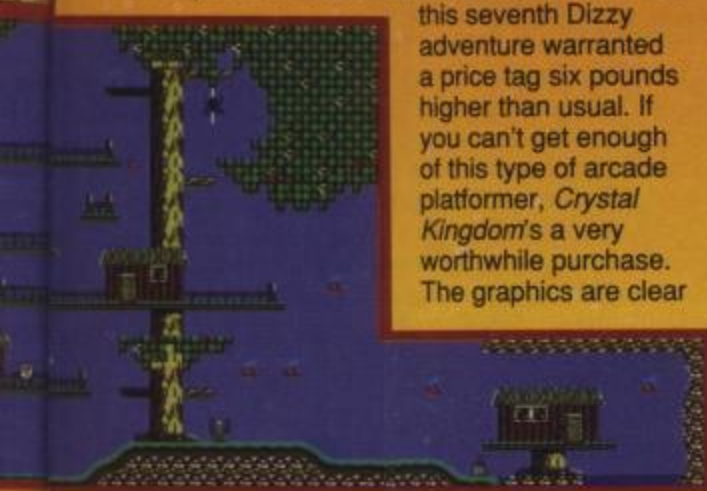 this seventh Dizzy
adventure warranted
a price tag six pounds
higher than usual. If
you can't get enough
of this type of arcade
platformer, Crystal
Kingdom's a very
worthwhile purchase.
The graphics are clear